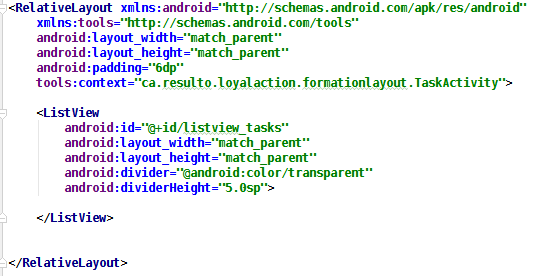 <RelativeLayout xmlns:android="http://schemas.android.com/apk/res/android"
    xmlns:tools="http://schemas.android.com/tools"
    android:layout_width="match_parent"
    android:layout_height="match_parent"
    android:padding="6dp"
    tools:context="ca.resulto.loyalaction.formationlayout.TaskActivity">
    <ListView
        android:id="@+id/listview_tasks"
        android:layout_width="match_parent"
        android:layout_height="match_parent"
        android:divider="@android:color/transparent"
        android:dividerHeight="5.0sp">
    </ListView>
</RelativeLayout>